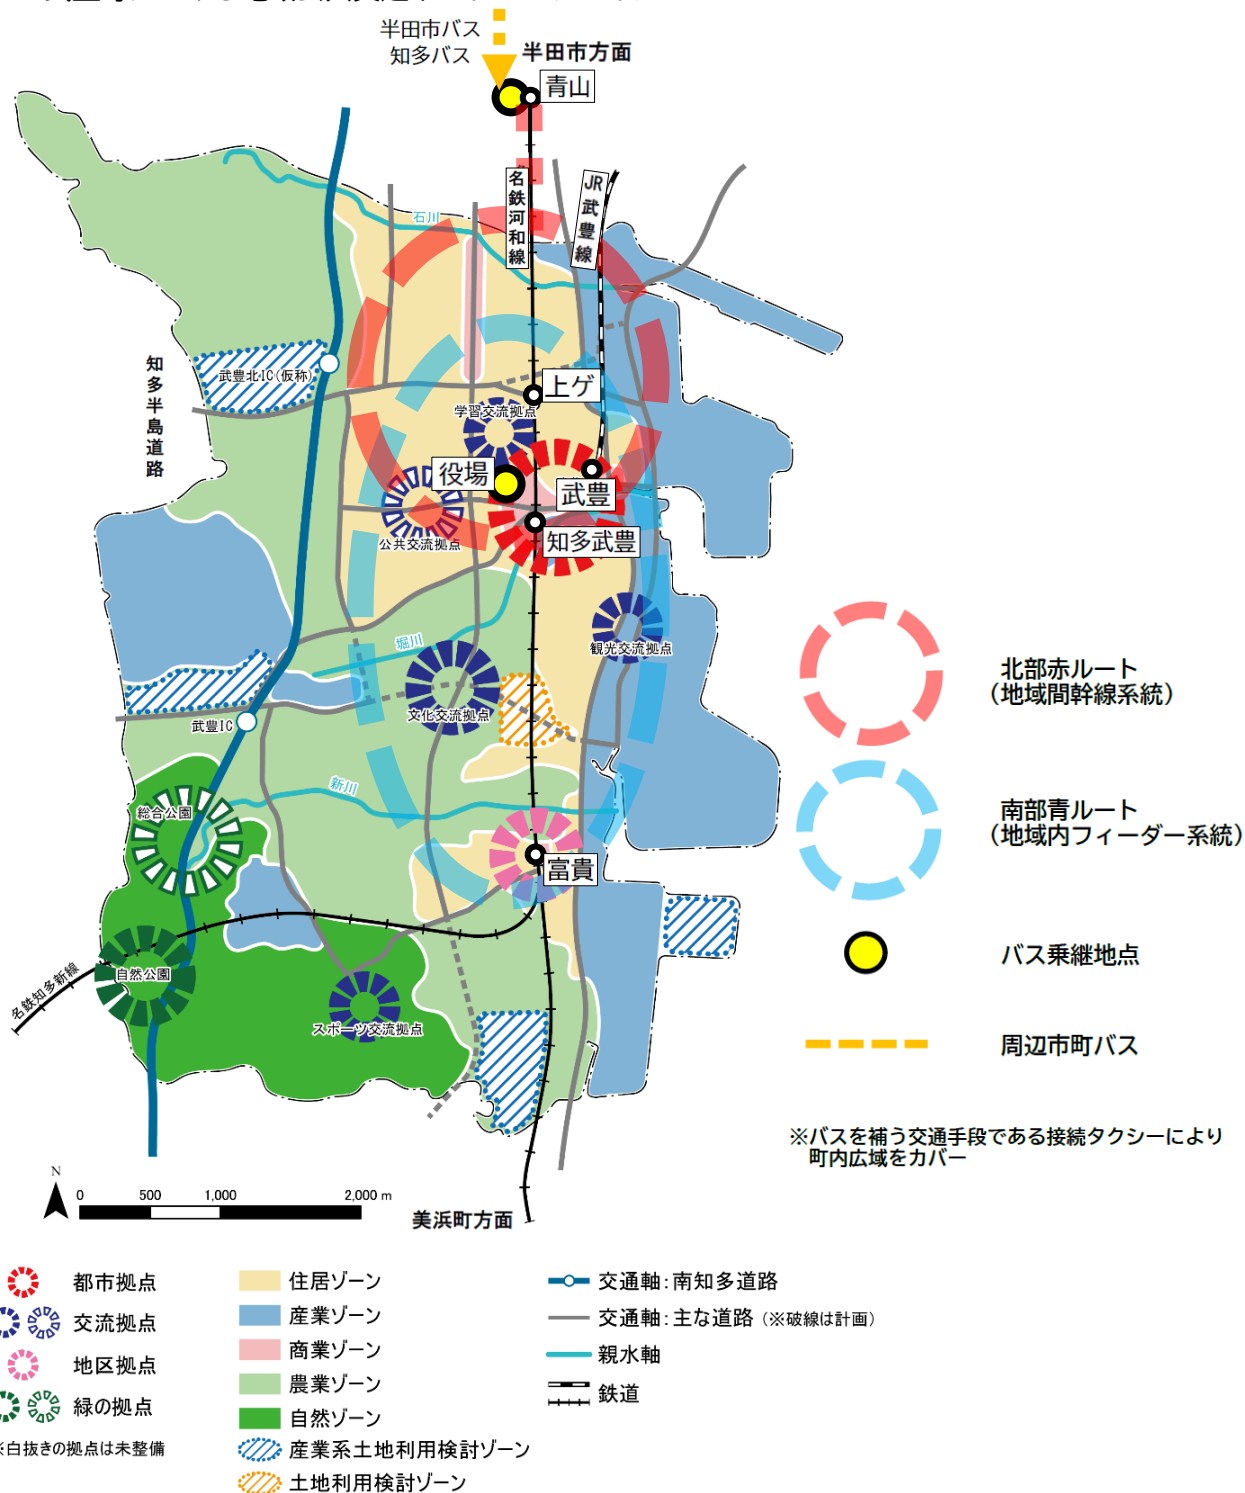 半田市バス
知多バス
半田市方面
青山
名鉄河和線
JR武豊線
石川
知多半島道路
武豊北IC(仮称)
上ゲ
学習交流拠点
役場
武豊
公共交流拠点
知多武豊
堀川
観光交流拠点
文化交流拠点
武豊IC
新川
総合公園
富貴
自然公園
名鉄知多新線
スポーツ交流拠点
美浜町方面
北部赤ルート
(地域間幹線系統)
南部青ルート
(地域内フィーダー系統)
バス乗継地点
周辺市町バス
※バスを補う交通手段である接続タクシーにより
町内広域をカバー
N
0 500 1,000 2,000 m
都市拠点
交流拠点
地区拠点
緑の拠点
※白抜きの拠点は未整備
住居ゾーン
産業ゾーン
商業ゾーン
農業ゾーン
自然ゾーン
産業系土地利用検討ゾーン
土地利用検討ゾーン
交通軸：南知多道路
交通軸：主な道路（※破線は計画）
親水軸
鉄道